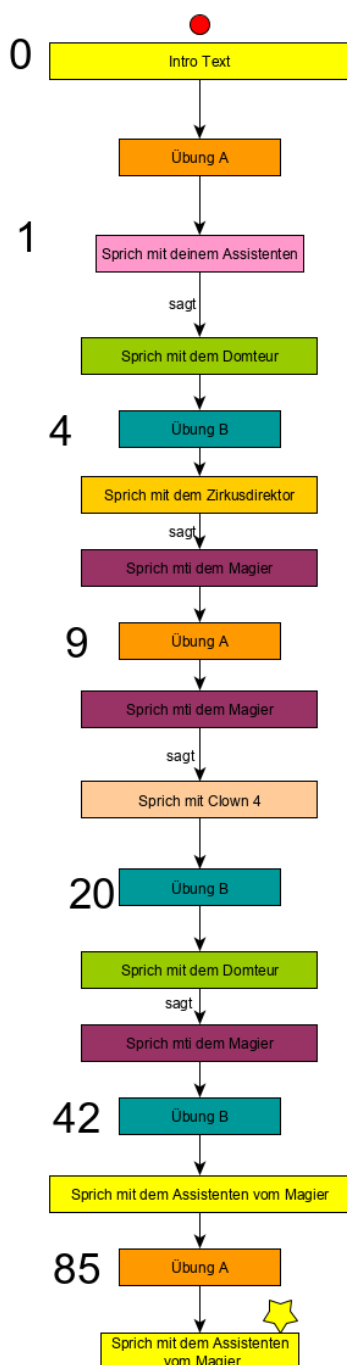 0
Intro Text
Übung A
1
Sprich mit deinem Assistenten
sagt
Sprich mit dem Domteur
4
Übung B
Sprich mit dem Zirkusdirektor
sagt
Sprich mti dem Magier
9
Übung A
Sprich mti dem Magier
sagt
Sprich mit Clown 4
20
Übung B
Sprich mit dem Domteur
sagt
Sprich mti dem Magier
42
Übung B
Sprich mit dem Assistenten vom Magier
85
Übung A
Sprich mit dem Assistenten
vom Magier